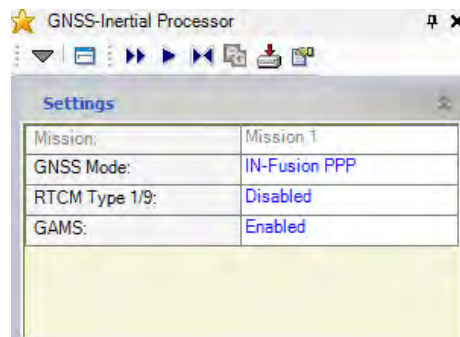 GNSS-Inertial Processor
Settings
Mission: Mission 1
GNSS Mode: IN-Fusion PPP
RTCM Type 1/9: Disabled
GAMS: Enabled